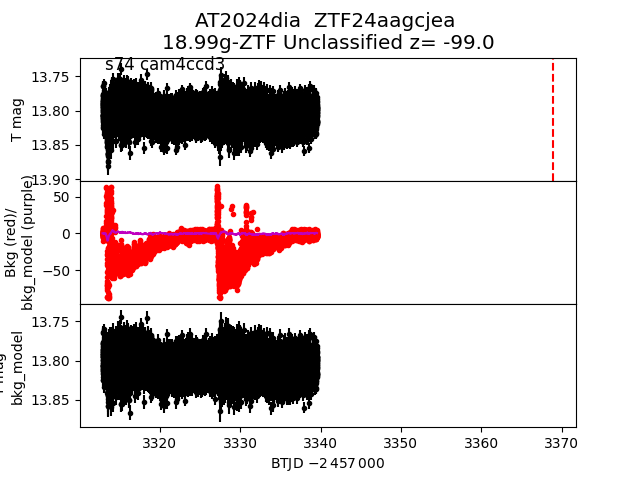 AT2024dia  ZTF24aagcjea
18.99g-ZTF Unclassified z= -99.0
s74 cam4ccd3
13.75
13.80
13.85
13.90
T mag
50
0
−50
Bkg (red)/
bkg_model (purple)
13.75
13.80
13.85
bkg_model
3320
3330
3340
3350
3360
3370
BTJD −2 457 000